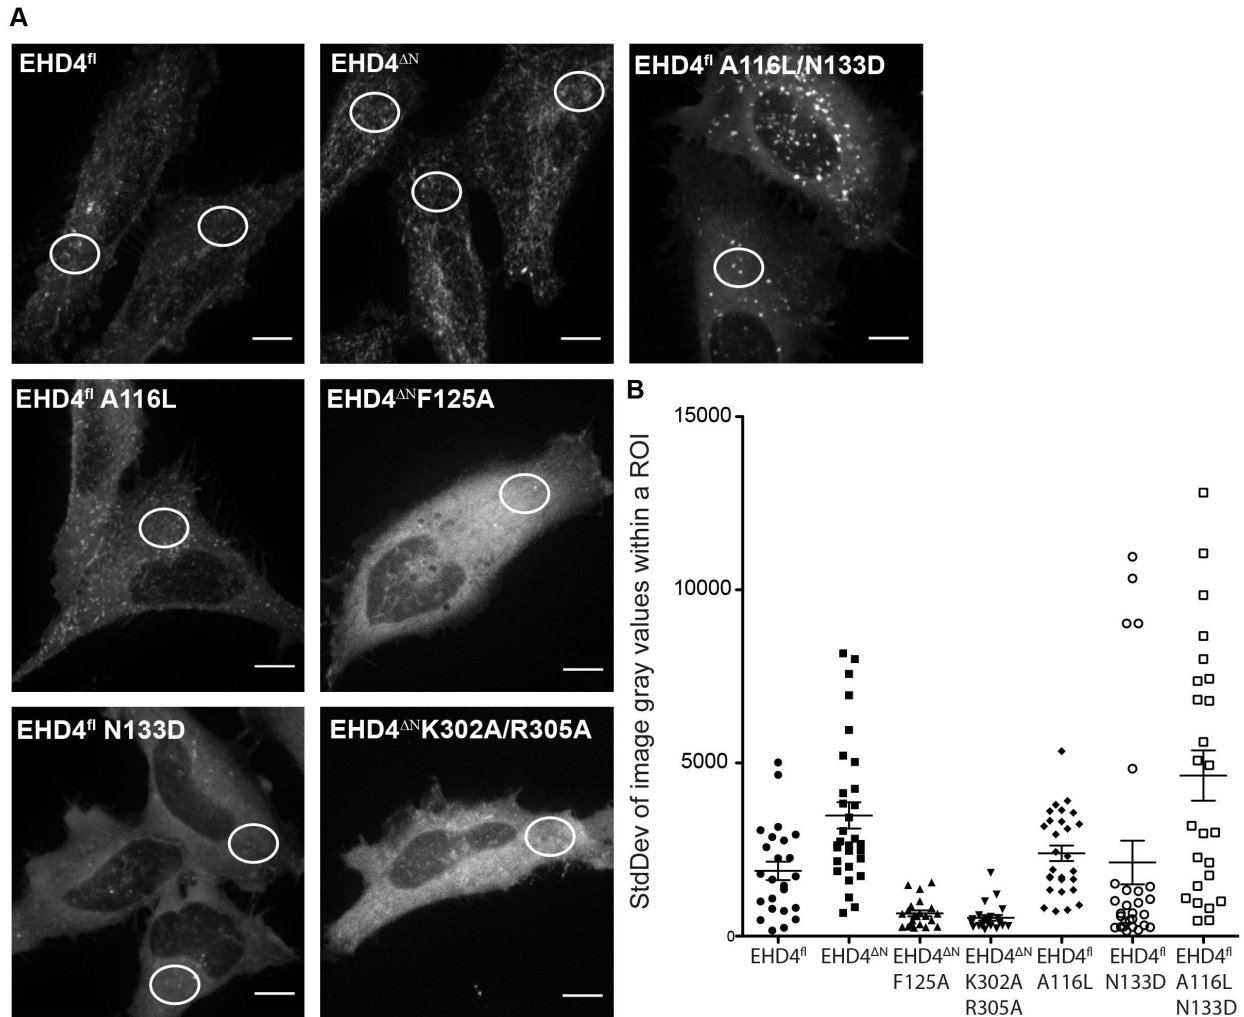 A
EHD4fl
EHD4ΔN
EHD4fl A116L/N133D
EHD4fl A116L
EHD4ΔNF125A
EHD4fl N133D
EHD4ΔNK302A/R305A
B
StdDev of image gray values within a ROI
15000
10000
5000
0
EHD4fl
EHD4ΔN
EHD4ΔN
F125A
EHD4ΔN
K302A
R305A
EHD4fl
A116L
EHD4fl
N133D
EHD4fl
A116L
N133D